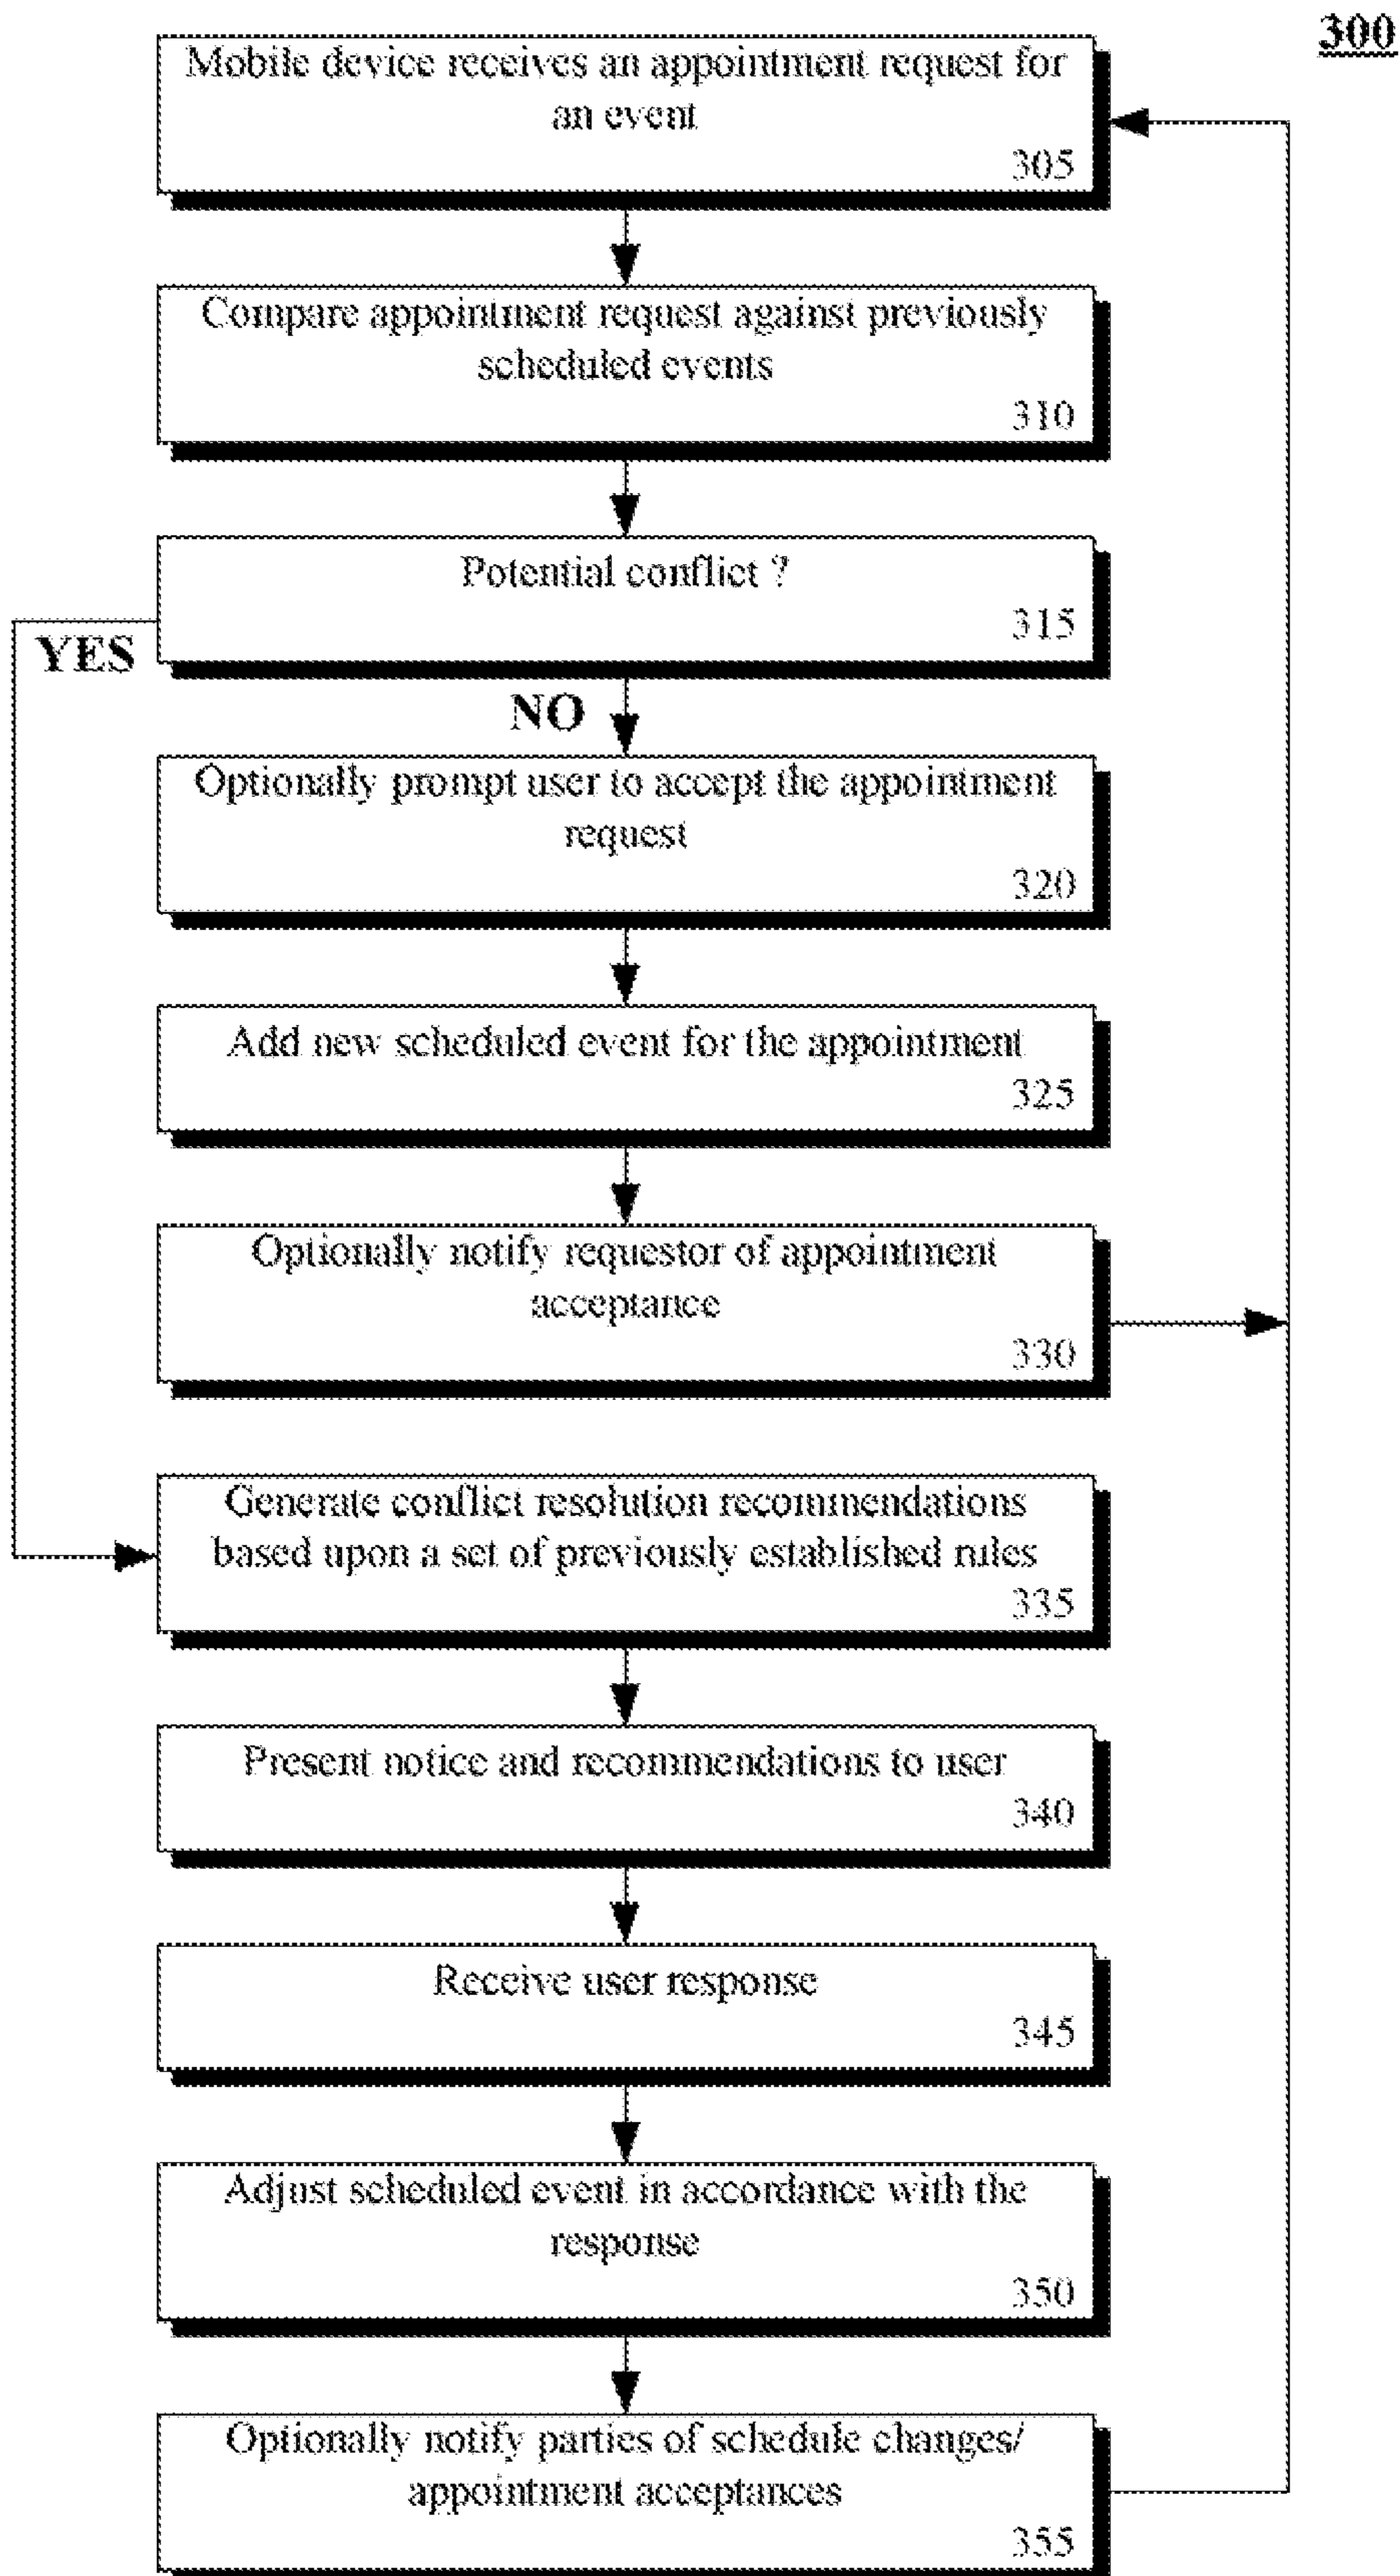 300
Mobile device receives an appointment request for
an event
305
Compare appointment request against previously
scheduled events
310
Potential conflict ?
315
YES
NO
Optionally prompt user to accept the appointment
request
320
Add new scheduled event for the appointment
325
Optionally notify requestor of appointment
acceptance
330
Generate conflict resolution recommendations
based upon a set of previously established rules
335
Present notice and recommendations to user
340
Receive user response
345
Adjust scheduled event in accordance with the
response
350
Optionally notify parties of schedule changes/
appointment acceptances
355